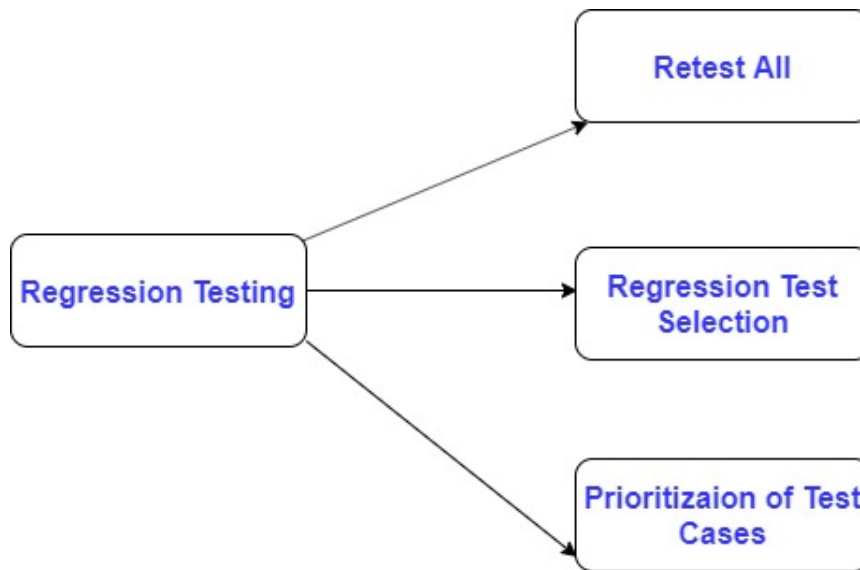 Retest All
Regression Testing
Regression Test
Selection
Prioritizaion of Test
Cases